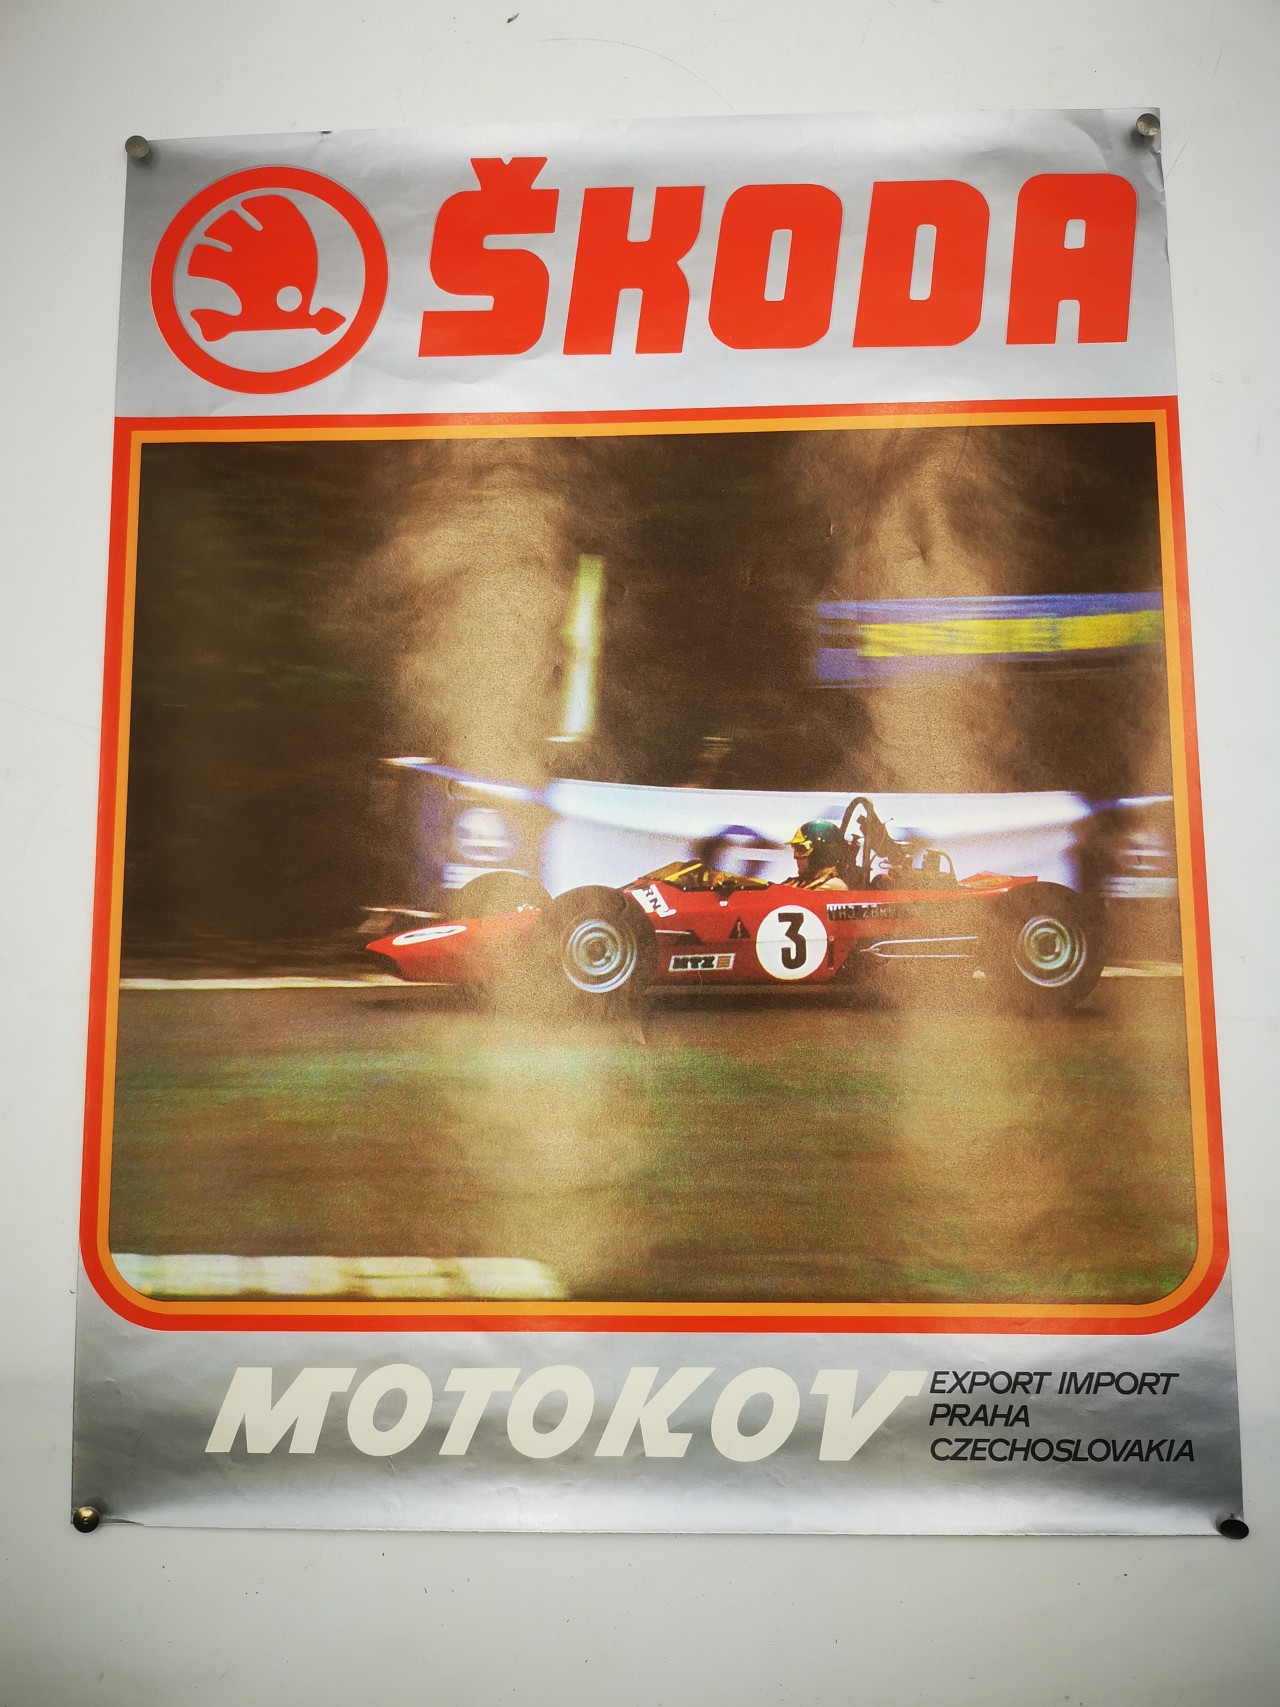 ŠKODA
3
MTX
MOTOKOV
EXPORT IMPORT
PRAHA
CZECHOSLOVAKIA